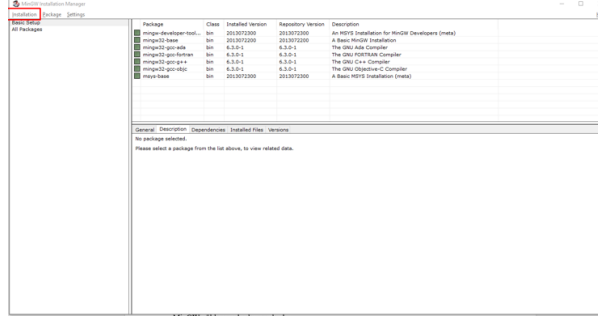 MinGW Installation Manager
Installation Package Settings
Basic Setup
All Packages
Package Class Installed Version Repository Version Description
mingw-developer-tool... bin 2013072300 2013072300 An MSYS Installation for MinGW Developers (meta)
mingw32-base bin 2013072200 2013072200 A Basic MinGW Installation
mingw32-gcc-ada bin 6.3.0-1 6.3.0-1 The GNU Ada Compiler
mingw32-gcc-fortran bin 6.3.0-1 6.3.0-1 The GNU FORTRAN Compiler
mingw32-gcc-g++ bin 6.3.0-1 6.3.0-1 The GNU C++ Compiler
mingw32-gcc-objc bin 6.3.0-1 6.3.0-1 The GNU Objective-C Compiler
msys-base bin 2013072300 2013072300 A Basic MSYS Installation (meta)
General Description Dependencies Installed Files Versions
No package selected.
Please select a package from the list above, to view related data.